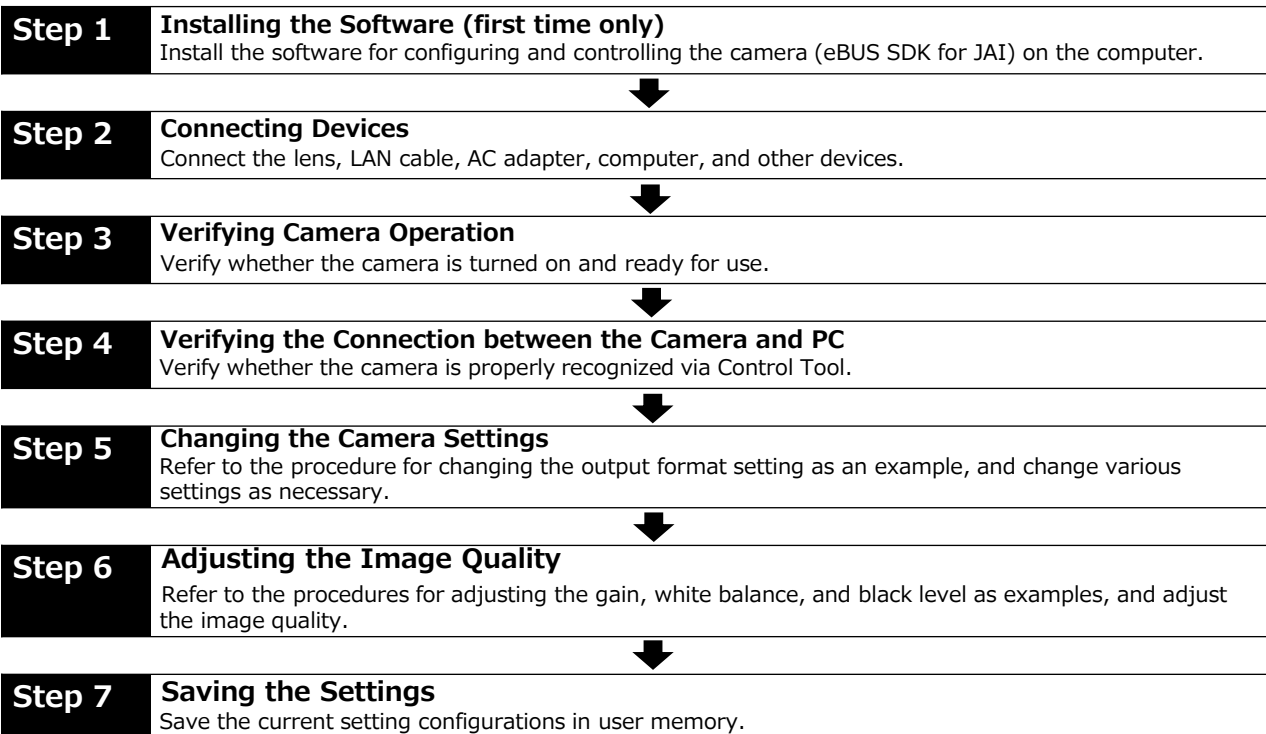 Step 1
Installing the Software (first time only)
Install the software for configuring and controlling the camera (eBUS SDK for JAI) on the computer.
Step 2
Connecting Devices
Connect the lens, LAN cable, AC adapter, computer, and other devices.
Step 3
Verifying Camera Operation
Verify whether the camera is turned on and ready for use.
Step 4
Verifying the Connection between the Camera and PC
Verify whether the camera is properly recognized via Control Tool.
Step 5
Changing the Camera Settings
Refer to the procedure for changing the output format setting as an example, and change various
settings as necessary.
Step 6
Adjusting the Image Quality
Refer to the procedures for adjusting the gain, white balance, and black level as examples, and adjust
the image quality.
Step 7
Saving the Settings
Save the current setting configurations in user memory.